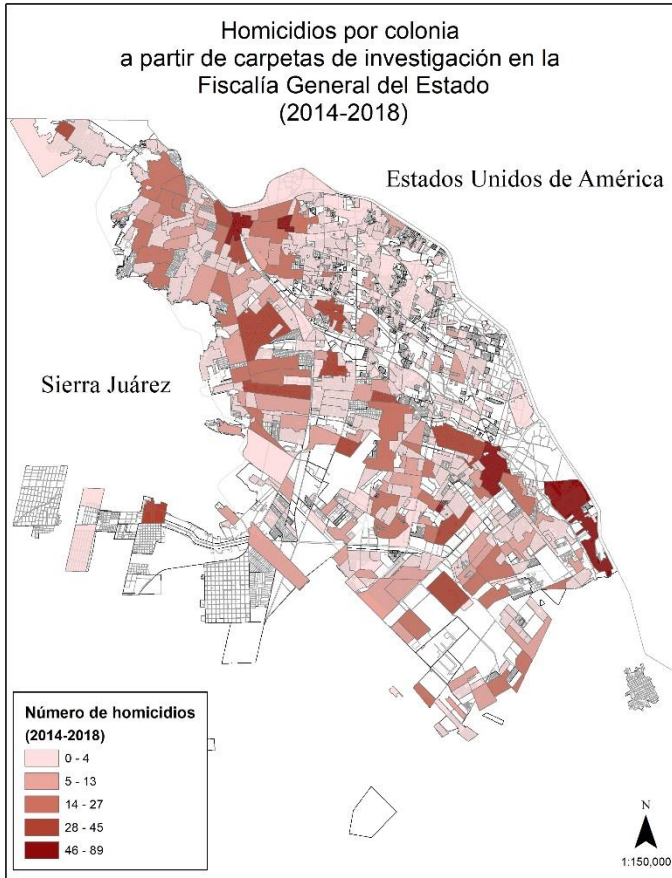 Homicidios por colonia
a partir de carpetas de investigación en la
Fiscalía General del Estado
(2014-2018)
Estados Unidos de América
Sierra Juárez
Número de homicidios
(2014-2018)
0 - 4
5 - 13
14 - 27
28 - 45
46 - 89
N
1:150,000